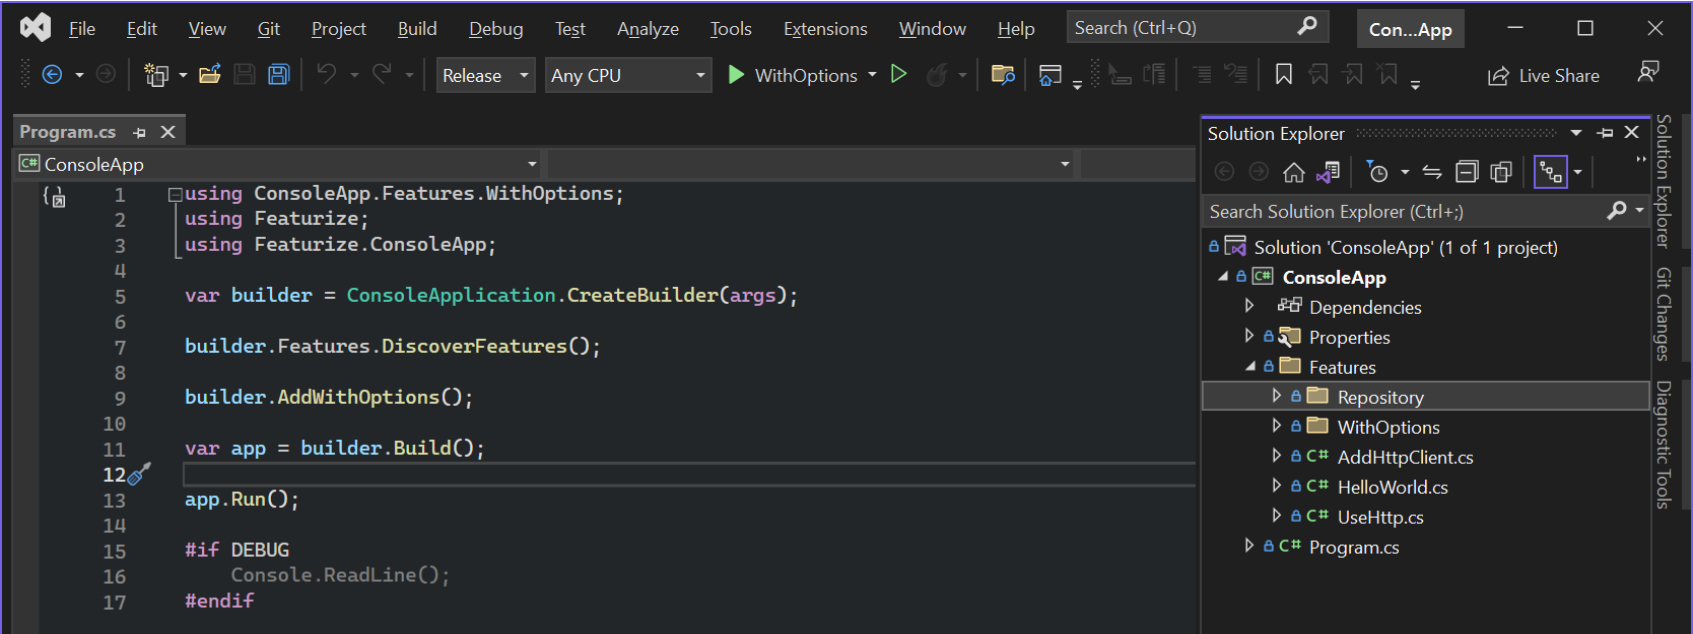 File Edit View Git Project Build Debug Test Analyze Tools Extensions Window Help Search (Ctrl+Q) Con...App
Release Any CPU WithOptions Live Share
Program.cs
C# ConsoleApp
1 using ConsoleApp.Features.WithOptions;
2 using Featurize;
3 using Featurize.ConsoleApp;
4
5 var builder = ConsoleApplication.CreateBuilder(args);
6
7 builder.Features.DiscoverFeatures();
8
9 builder.AddWithOptions();
10
11 var app = builder.Build();
12
13 app.Run();
14
15 #if DEBUG
16 Console.ReadLine();
17 #endif
Solution Explorer
Search Solution Explorer (Ctrl+;)
Solution 'ConsoleApp' (1 of 1 project)
C# ConsoleApp
Dependencies
Properties
Features
Repository
WithOptions
C# AddHttpClient.cs
C# HelloWorld.cs
C# UseHttp.cs
C# Program.cs
Solution Explorer
Git Changes
Diagnostic Tools